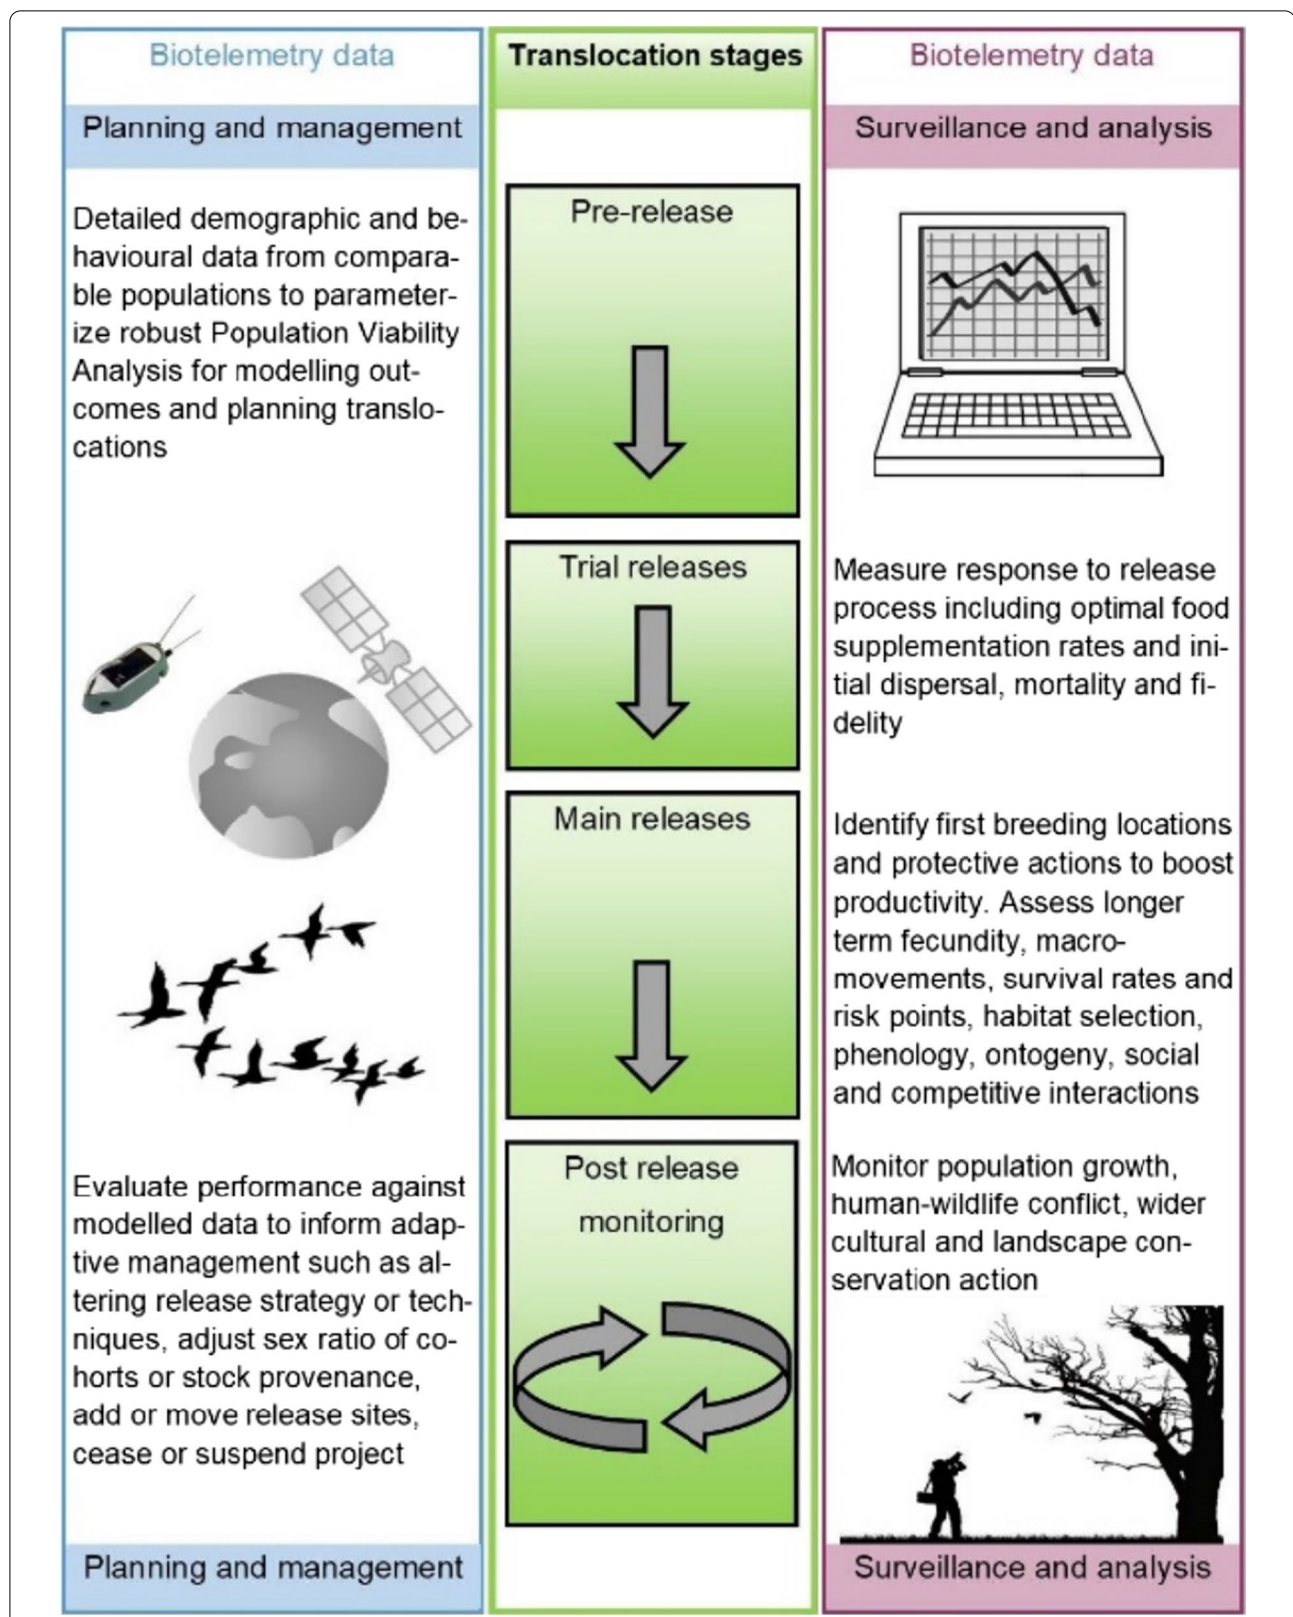 Biotelemetry data
Planning and management
Detailed demographic and be-
havioural data from compara-
ble populations to parameter-
ize robust Population Viability
Analysis for modelling out-
comes and planning translo-
cations
Evaluate performance against
modelled data to inform adap-
tive management such as al-
tering release strategy or tech-
niques, adjust sex ratio of co-
horts or stock provenance,
add or move release sites,
cease or suspend project
Planning and management
Translocation stages
Pre-release
Trial releases
Main releases
Post release
monitoring
Biotelemetry data
Surveillance and analysis
Measure response to release
process including optimal food
supplementation rates and ini-
tial dispersal, mortality and fi-
delity
Identify first breeding locations
and protective actions to boost
productivity. Assess longer
term fecundity, macro-
movements, survival rates and
risk points, habitat selection,
phenology, ontogeny, social
and competitive interactions
Monitor population growth,
human-wildlife conflict, wider
cultural and landscape con-
servation action
Surveillance and analysis